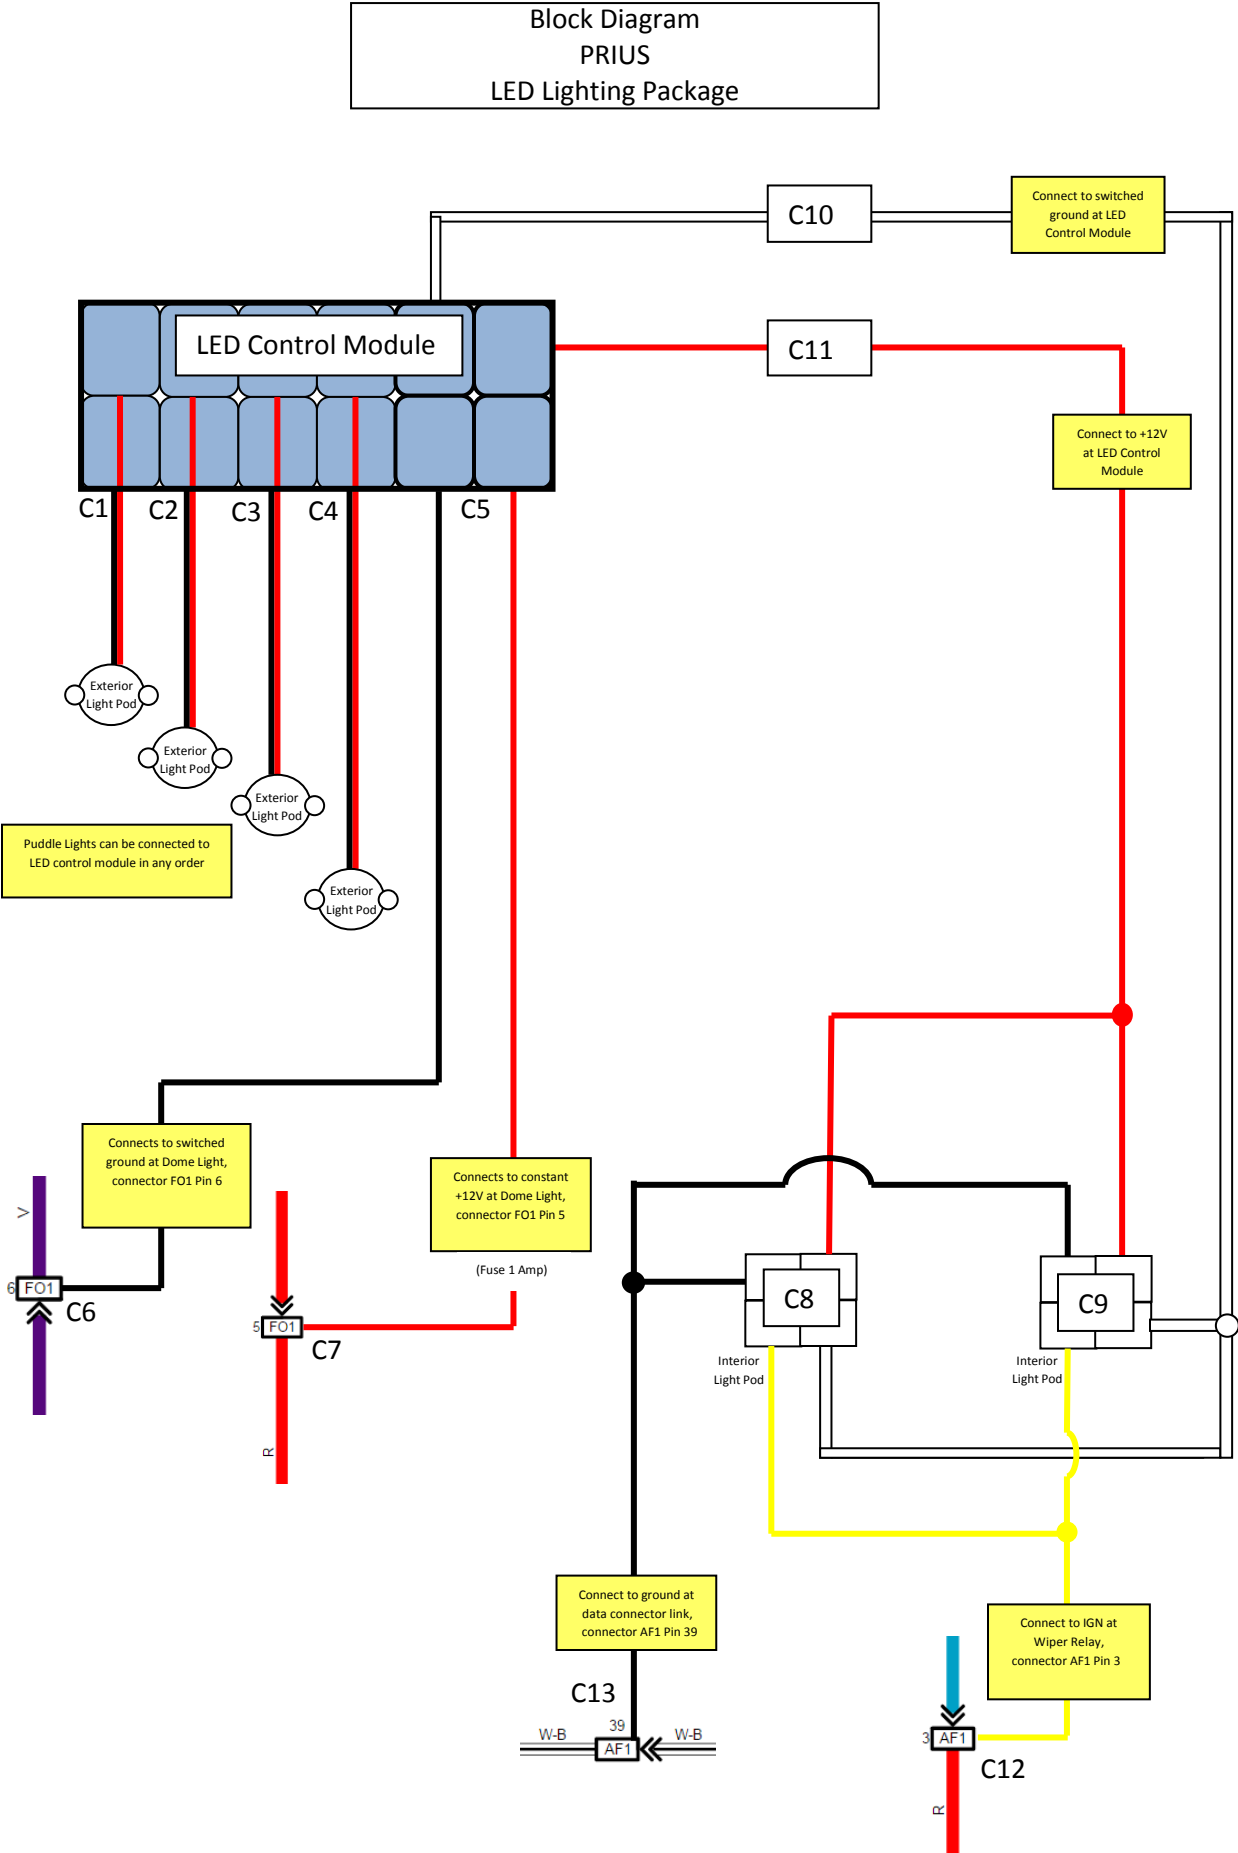 Block Diagram
PRIUS
LED Lighting Package
C10
Connect to switched
ground at LED
Control Module
LED Control Module
C11
Connect to +12V
at LED Control
Module
C1
C2
C3
C4
C5
Exterior
Light Pod
Exterior
Light Pod
Exterior
Light Pod
Exterior
Light Pod
Puddle Lights can be connected to
LED control module in any order
Connects to switched
ground at Dome Light,
connector FO1 Pin 6
Connects to constant
+12V at Dome Light,
connector FO1 Pin 5
(Fuse 1 Amp)
V
6
FO1
C6
5
FO1
C7
R
C8
C9
Interior
Light Pod
Interior
Light Pod
Connect to ground at
data connector link,
connector AF1 Pin 39
Connect to IGN at
Wiper Relay,
connector AF1 Pin 3
C13
39
W-B
AF1
W-B
3
AF1
C12
R